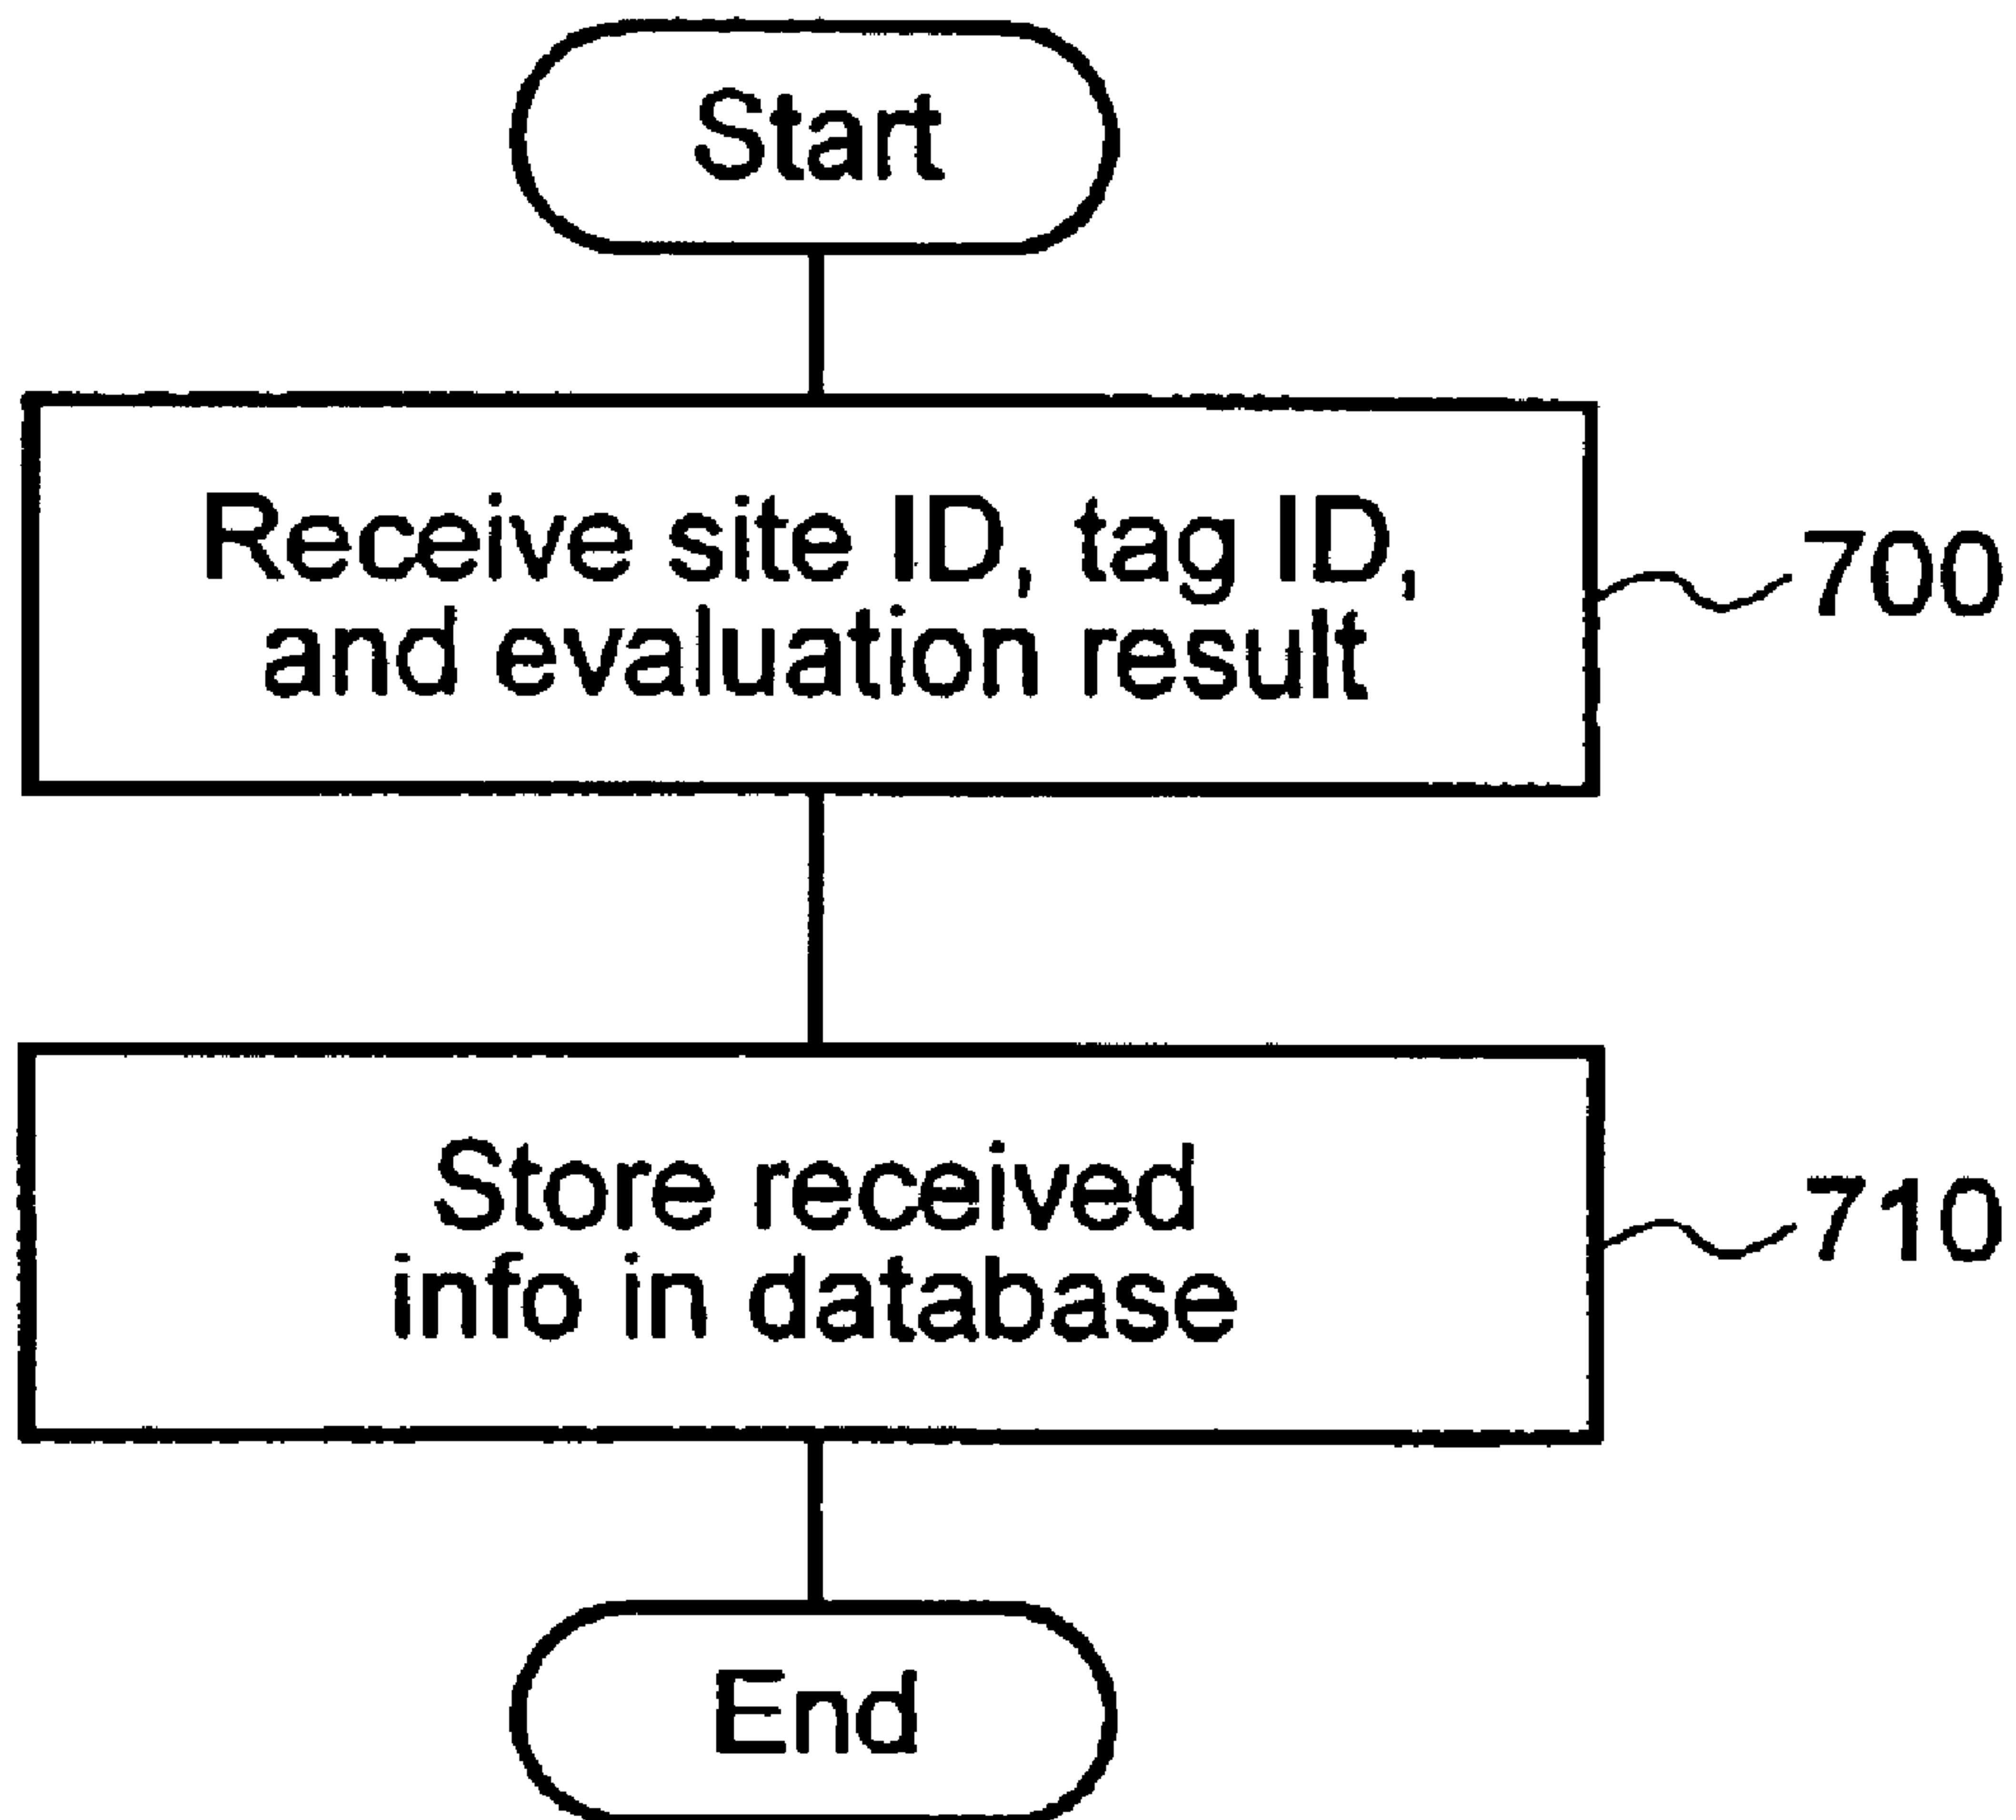 Start
Receive site ID, tag ID,
and evaluation result
700
Store received
info in database
710
End